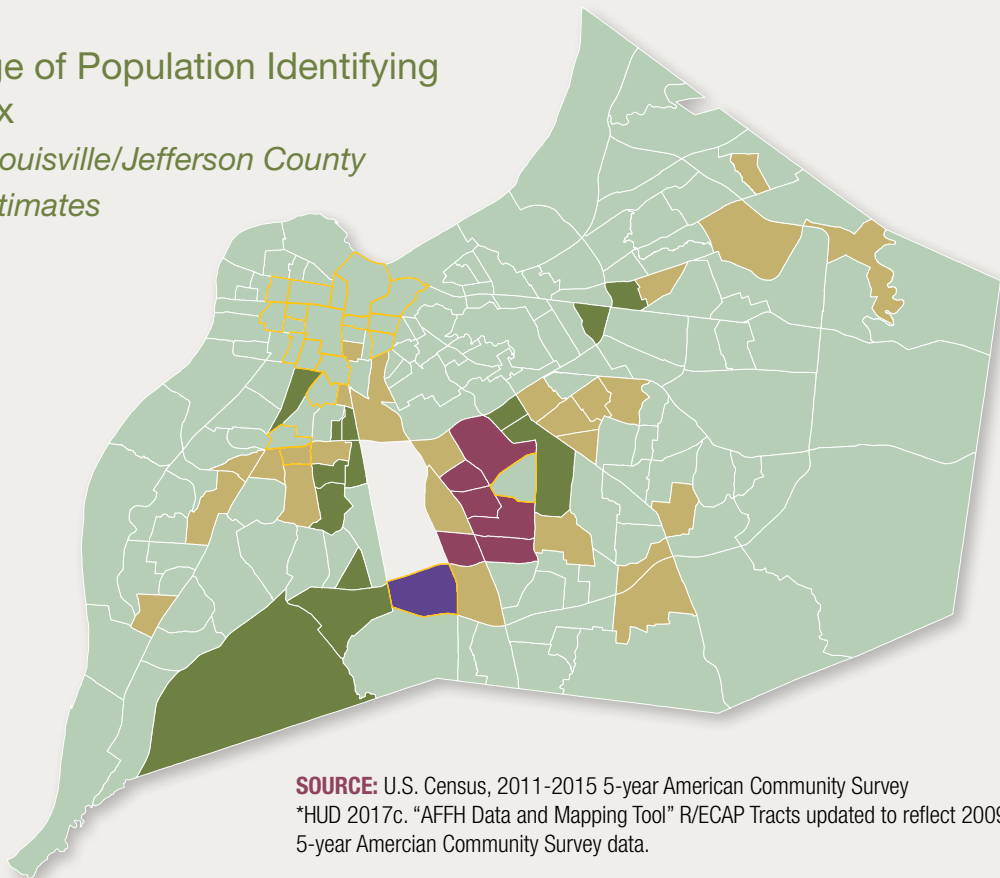 ge of Population Identifying
x
ouisville/Jefferson County
timates
SOURCE: U.S. Census, 2011-2015 5-year American Community Survey
*HUD 2017c. “AFFH Data and Mapping Tool” R/ECAP Tracts updated to reflect 2009
5-year Amercian Community Survey data.